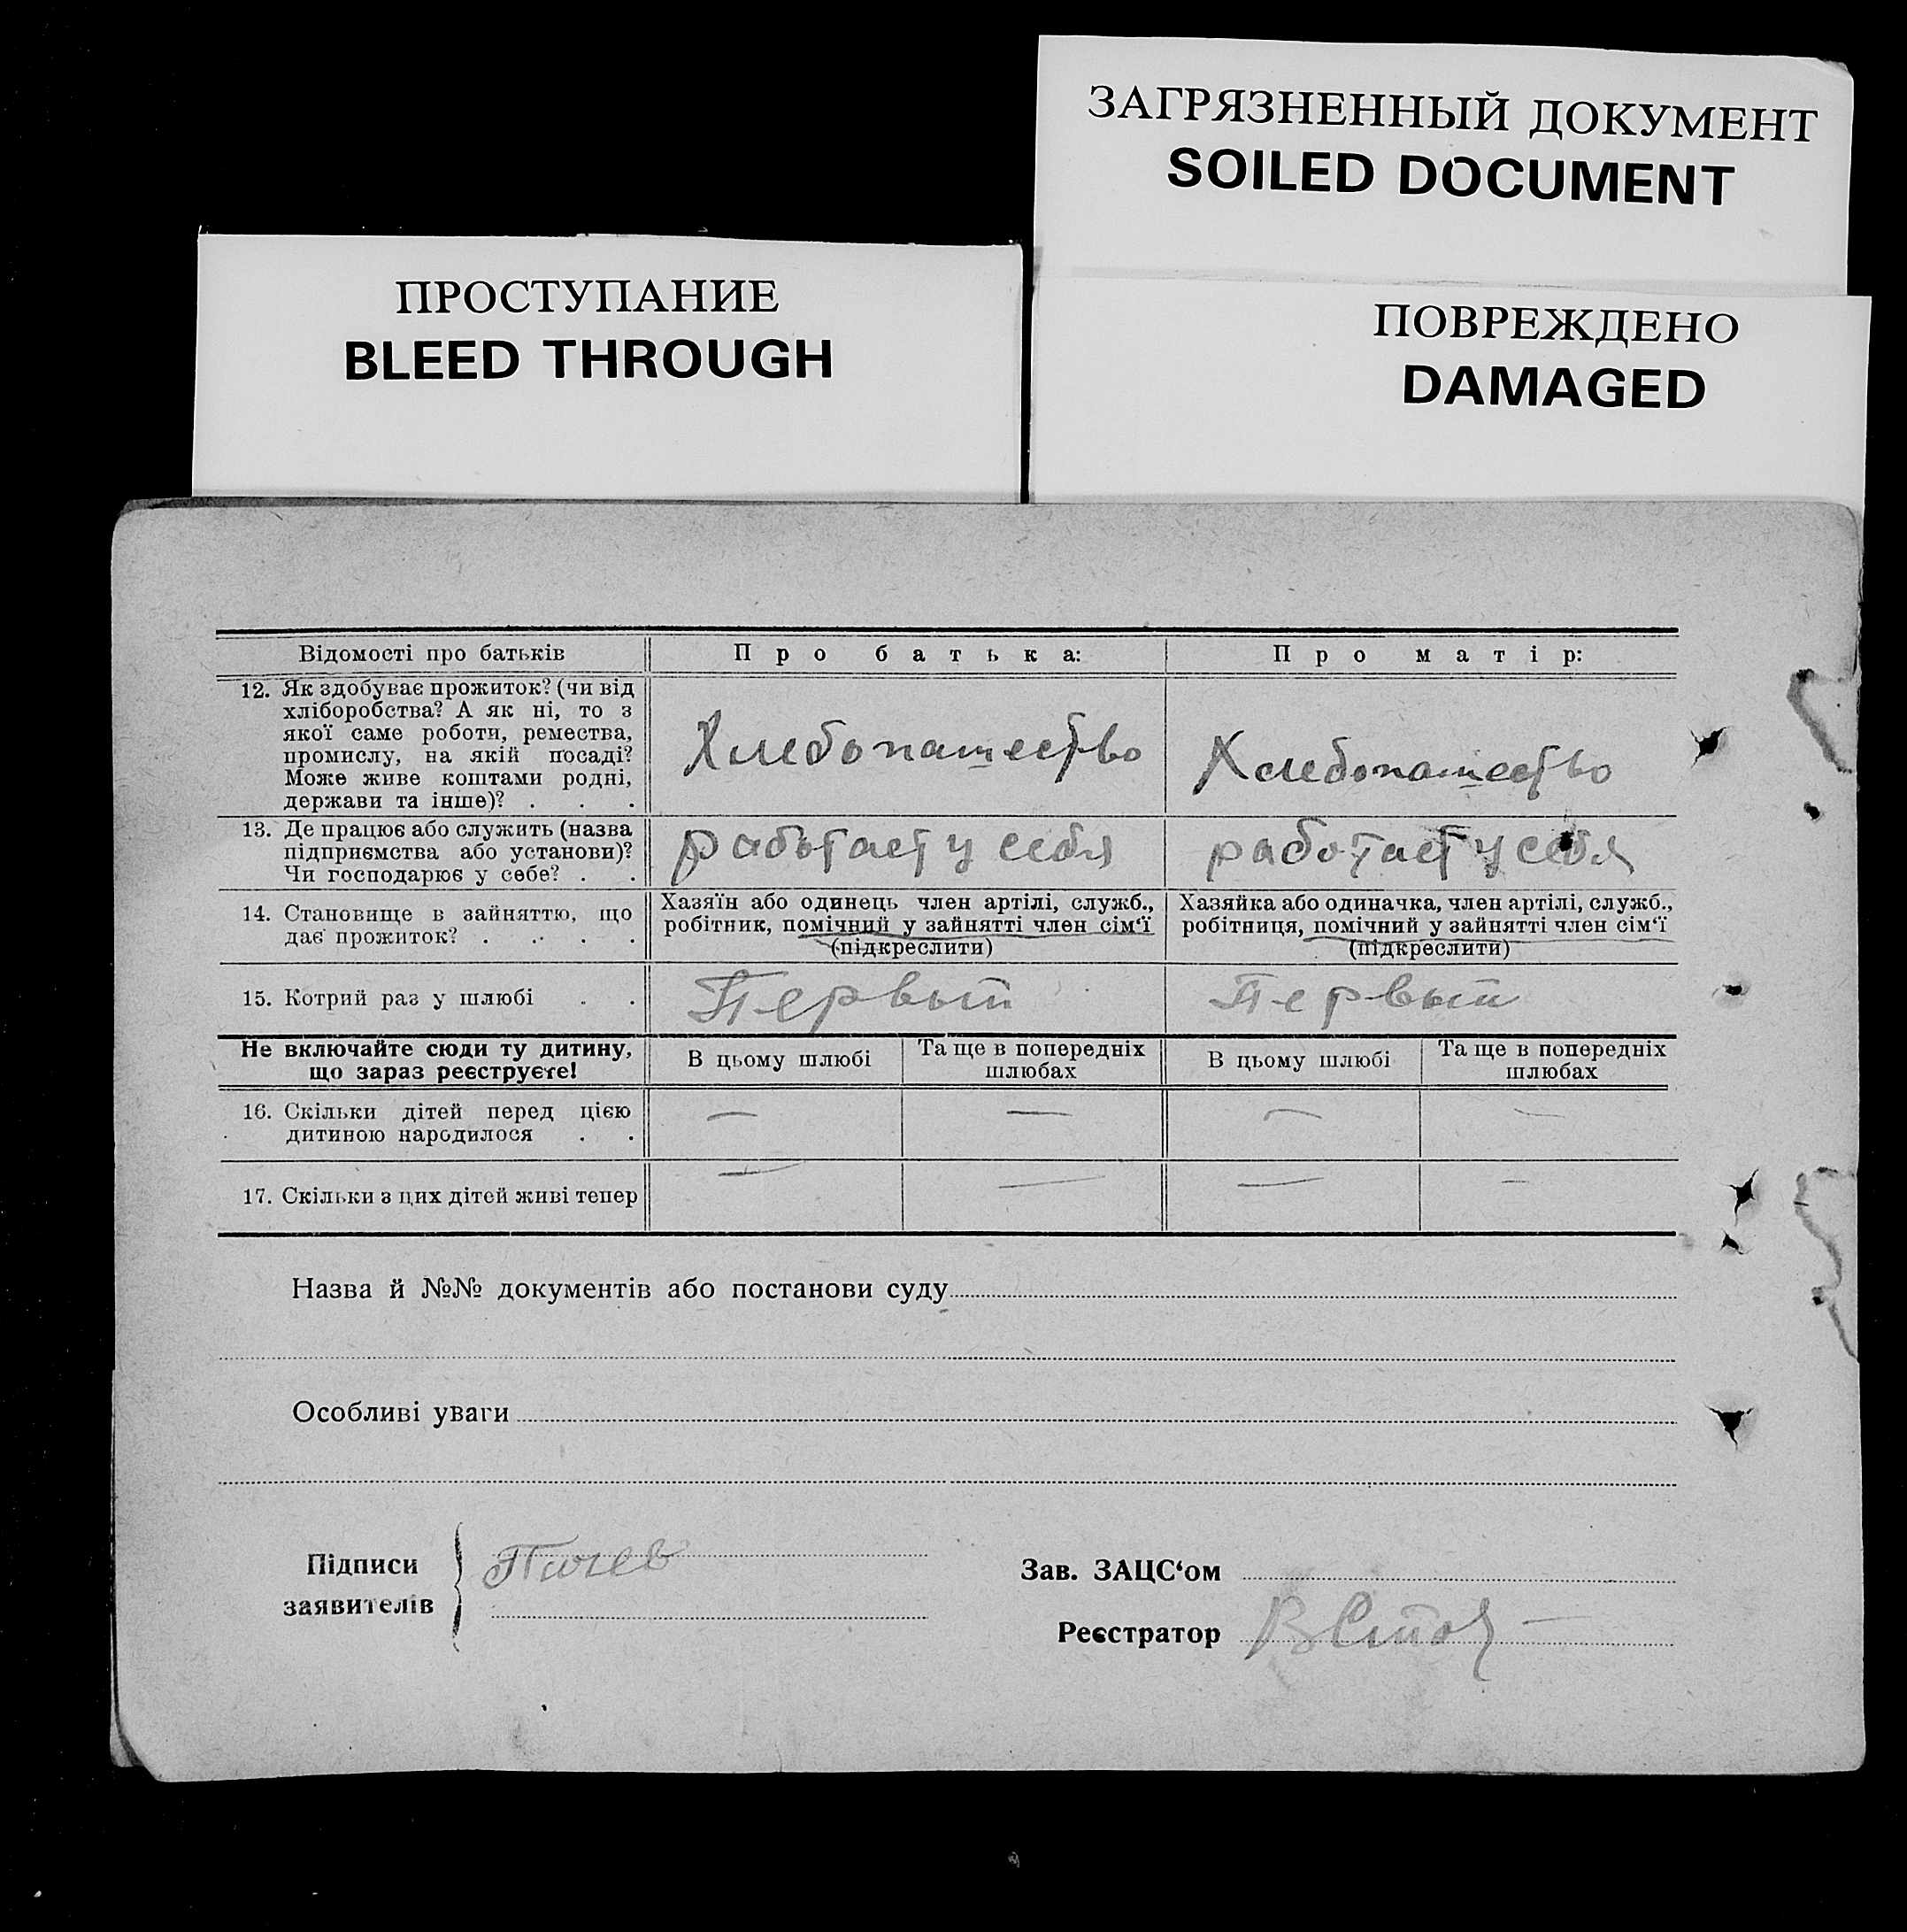 ЗАГРЯЗНЕННЫЙ ДОКУМЕНТ
SOILED DOCUMENT
ПРОСТУПАНИЕ
BLEED THROUGH
ПОВРЕЖДЕНО
DAMAGED
Відомості про батьків
Про батька:
Про матір:
12. Як здобуває прожиток? (чи від
хліборобства? А як ні, то з
якої саме роботи, ремества,
промислу, на якій посаді?
Може живе коштами родні,
держави та інше)? . . .
Хлебопашество
Хлебопашество
13. Де працює або служить (назва
підприємства або установи)?
Чи господарює у себе? . .
работает у себя
работает у себя
14. Становище в зайняттю, що
дає прожиток? . . . .
Хазяїн або одинець член артілі, служб.,
робітник, помічний у зайнятті член сім‘ї
(підкреслити)
Хазяйка або одиначка, член артілі, служб.,
робітниця, помічний у зайнятті член сім‘ї
(підкреслити)
15. Котрий раз у шлюбі . .
Первый
Первый
Не включайте сюди ту дитину,
що зараз реєструєте!
В цьому шлюбі
Та ще в попередніх
шлюбах
В цьому шлюбі
Та ще в попередніх
шлюбах
16. Скільки дітей перед цією
дитиною народилося . .
— — — —
17. Скільки з цих дітей живі тепер
— — — —
Назва й №№ документів або постанови суду
Особливі уваги
Підписи
заявителів
Зав. ЗАЦС‘ом
Реєстратор